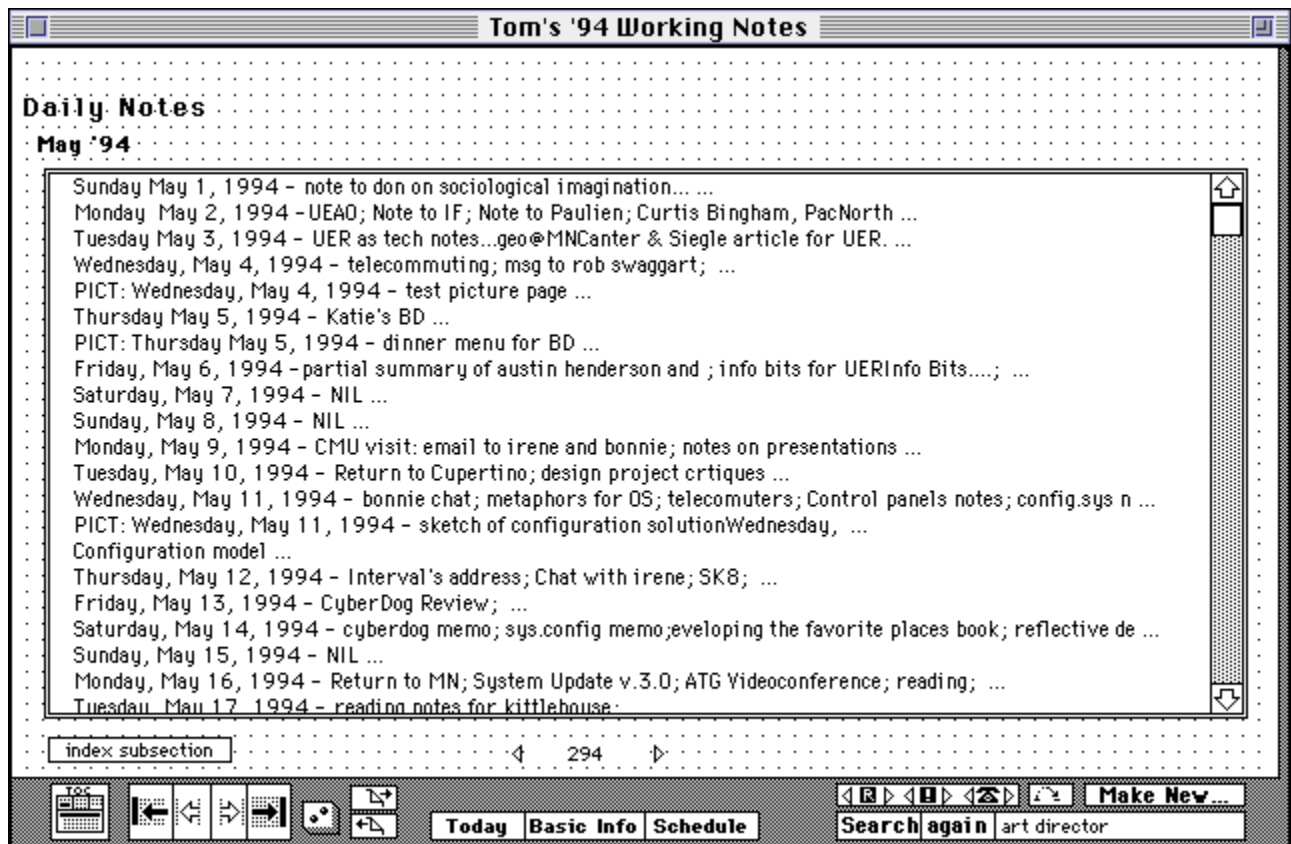 Tom's '94 Working Notes
Daily Notes
May '94
Sunday May 1, 1994 - note to don on sociological imagination... ...
Monday  May 2, 1994 -UEAO; Note to IF; Note to Paulien; Curtis Bingham, PacNorth ...
Tuesday May 3, 1994 - UER as tech notes...geo@MNCanter & Siegle article for UER. ...
Wednesday, May 4, 1994 - telecommuting; msg to rob swaggart;  ...
PICT: Wednesday, May 4, 1994 - test picture page ...
Thursday May 5, 1994 - Katie's BD ...
PICT: Thursday May 5, 1994 - dinner menu for BD ...
Friday, May 6, 1994 -partial summary of austin henderson and ; info bits for UERInfo Bits....;  ...
Saturday, May 7, 1994 - NIL ...
Sunday, May 8, 1994 - NIL ...
Monday, May 9, 1994 - CMU visit: email to irene and bonnie; notes on presentations ...
Tuesday, May 10, 1994 - Return to Cupertino; design project crtiques ...
Wednesday, May 11, 1994 - bonnie chat; metaphors for OS; telecomuters; Control panels notes; config.sys n ...
PICT: Wednesday, May 11, 1994 - sketch of configuration solutionWednesday,  ...
Configuration model ...
Thursday, May 12, 1994 - Interval's address; Chat with irene; SK8;  ...
Friday, May 13, 1994 - CyberDog Review;  ...
Saturday, May 14, 1994 - cyberdog memo; sys.config memo;eveloping the favorite places book; reflective de ...
Sunday, May 15, 1994 - NIL ...
Monday, May 16, 1994 - Return to MN; System Update v.3.0; ATG Videoconference; reading;  ...
Tuesday, May 17, 1994 - reading notes for kittlehouse;
index subsection
294
TOC
R
Make New...
Today Basic Info Schedule
Search again art director